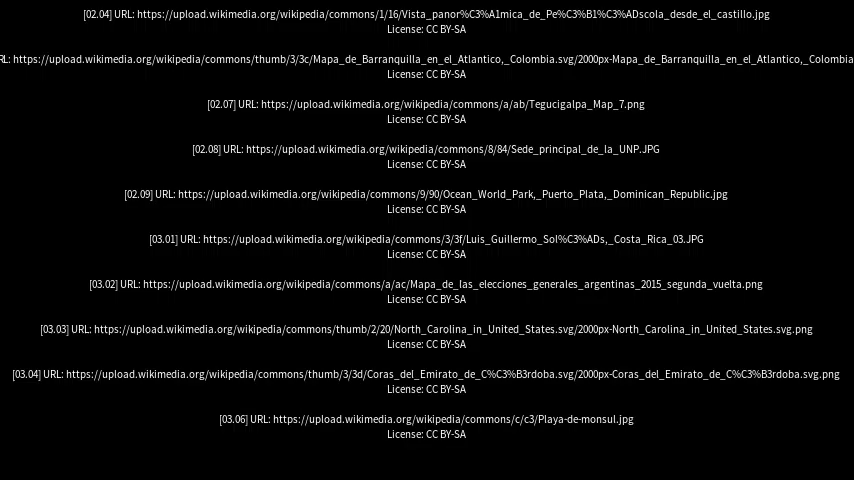 [02.04] URL: https://upload.wikimedia.org/wikipedia/commons/1/16/Vista_panor%C3%A1mica_de_Pe%C3%B1%C3%ADscola_desde_el_castillo.jpg
License: CC BY-SA
RL: https://upload.wikimedia.org/wikipedia/commons/thumb/3/3c/Mapa_de_Barranquilla_en_el_Atlantico,_Colombia.svg/2000px-Mapa_de_Barranquilla_en_el_Atlantico,_Colombia
License: CC BY-SA
[02.07] URL: https://upload.wikimedia.org/wikipedia/commons/a/ab/Tegucigalpa_Map_7.png
License: CC BY-SA
[02.08] URL: https://upload.wikimedia.org/wikipedia/commons/8/84/Sede_principal_de_la_UNP.JPG
License: CC BY-SA
[02.09] URL: https://upload.wikimedia.org/wikipedia/commons/9/90/Ocean_World_Park,_Puerto_Plata,_Dominican_Republic.jpg
License: CC BY-SA
[03.01] URL: https://upload.wikimedia.org/wikipedia/commons/3/3f/Luis_Guillermo_Sol%C3%ADs,_Costa_Rica_03.JPG
License: CC BY-SA
[03.02] URL: https://upload.wikimedia.org/wikipedia/commons/a/ac/Mapa_de_las_elecciones_generales_argentinas_2015_segunda_vuelta.png
License: CC BY-SA
[03.03] URL: https://upload.wikimedia.org/wikipedia/commons/thumb/2/20/North_Carolina_in_United_States.svg/2000px-North_Carolina_in_United_States.svg.png
License: CC BY-SA
[03.04] URL: https://upload.wikimedia.org/wikipedia/commons/thumb/3/3d/Coras_del_Emirato_de_C%C3%B3rdoba.svg/2000px-Coras_del_Emirato_de_C%C3%B3rdoba.svg.png
License: CC BY-SA
[03.06] URL: https://upload.wikimedia.org/wikipedia/commons/c/c3/Playa-de-monsul.jpg
License: CC BY-SA